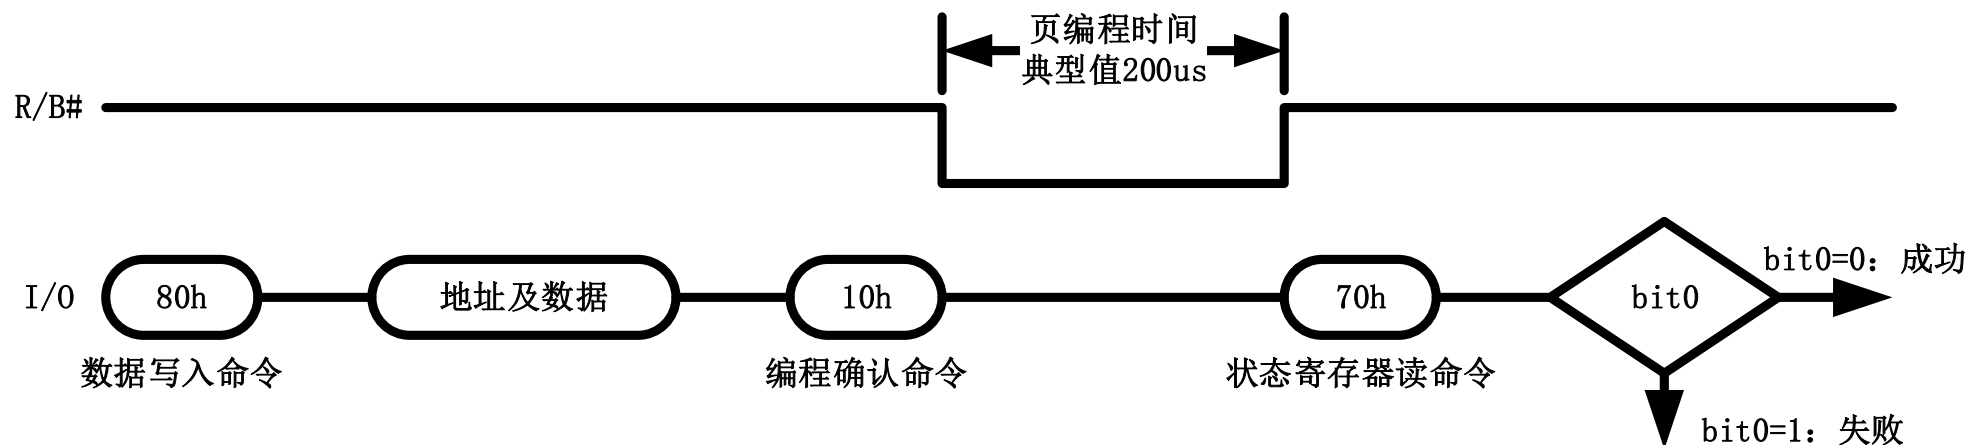 页编程时间
典型值200us
R/B#
I/O
80h
地址及数据
10h
70h
bit0
bit0=0：成功
数据写入命令
编程确认命令
状态寄存器读命令
bit0=1：失败